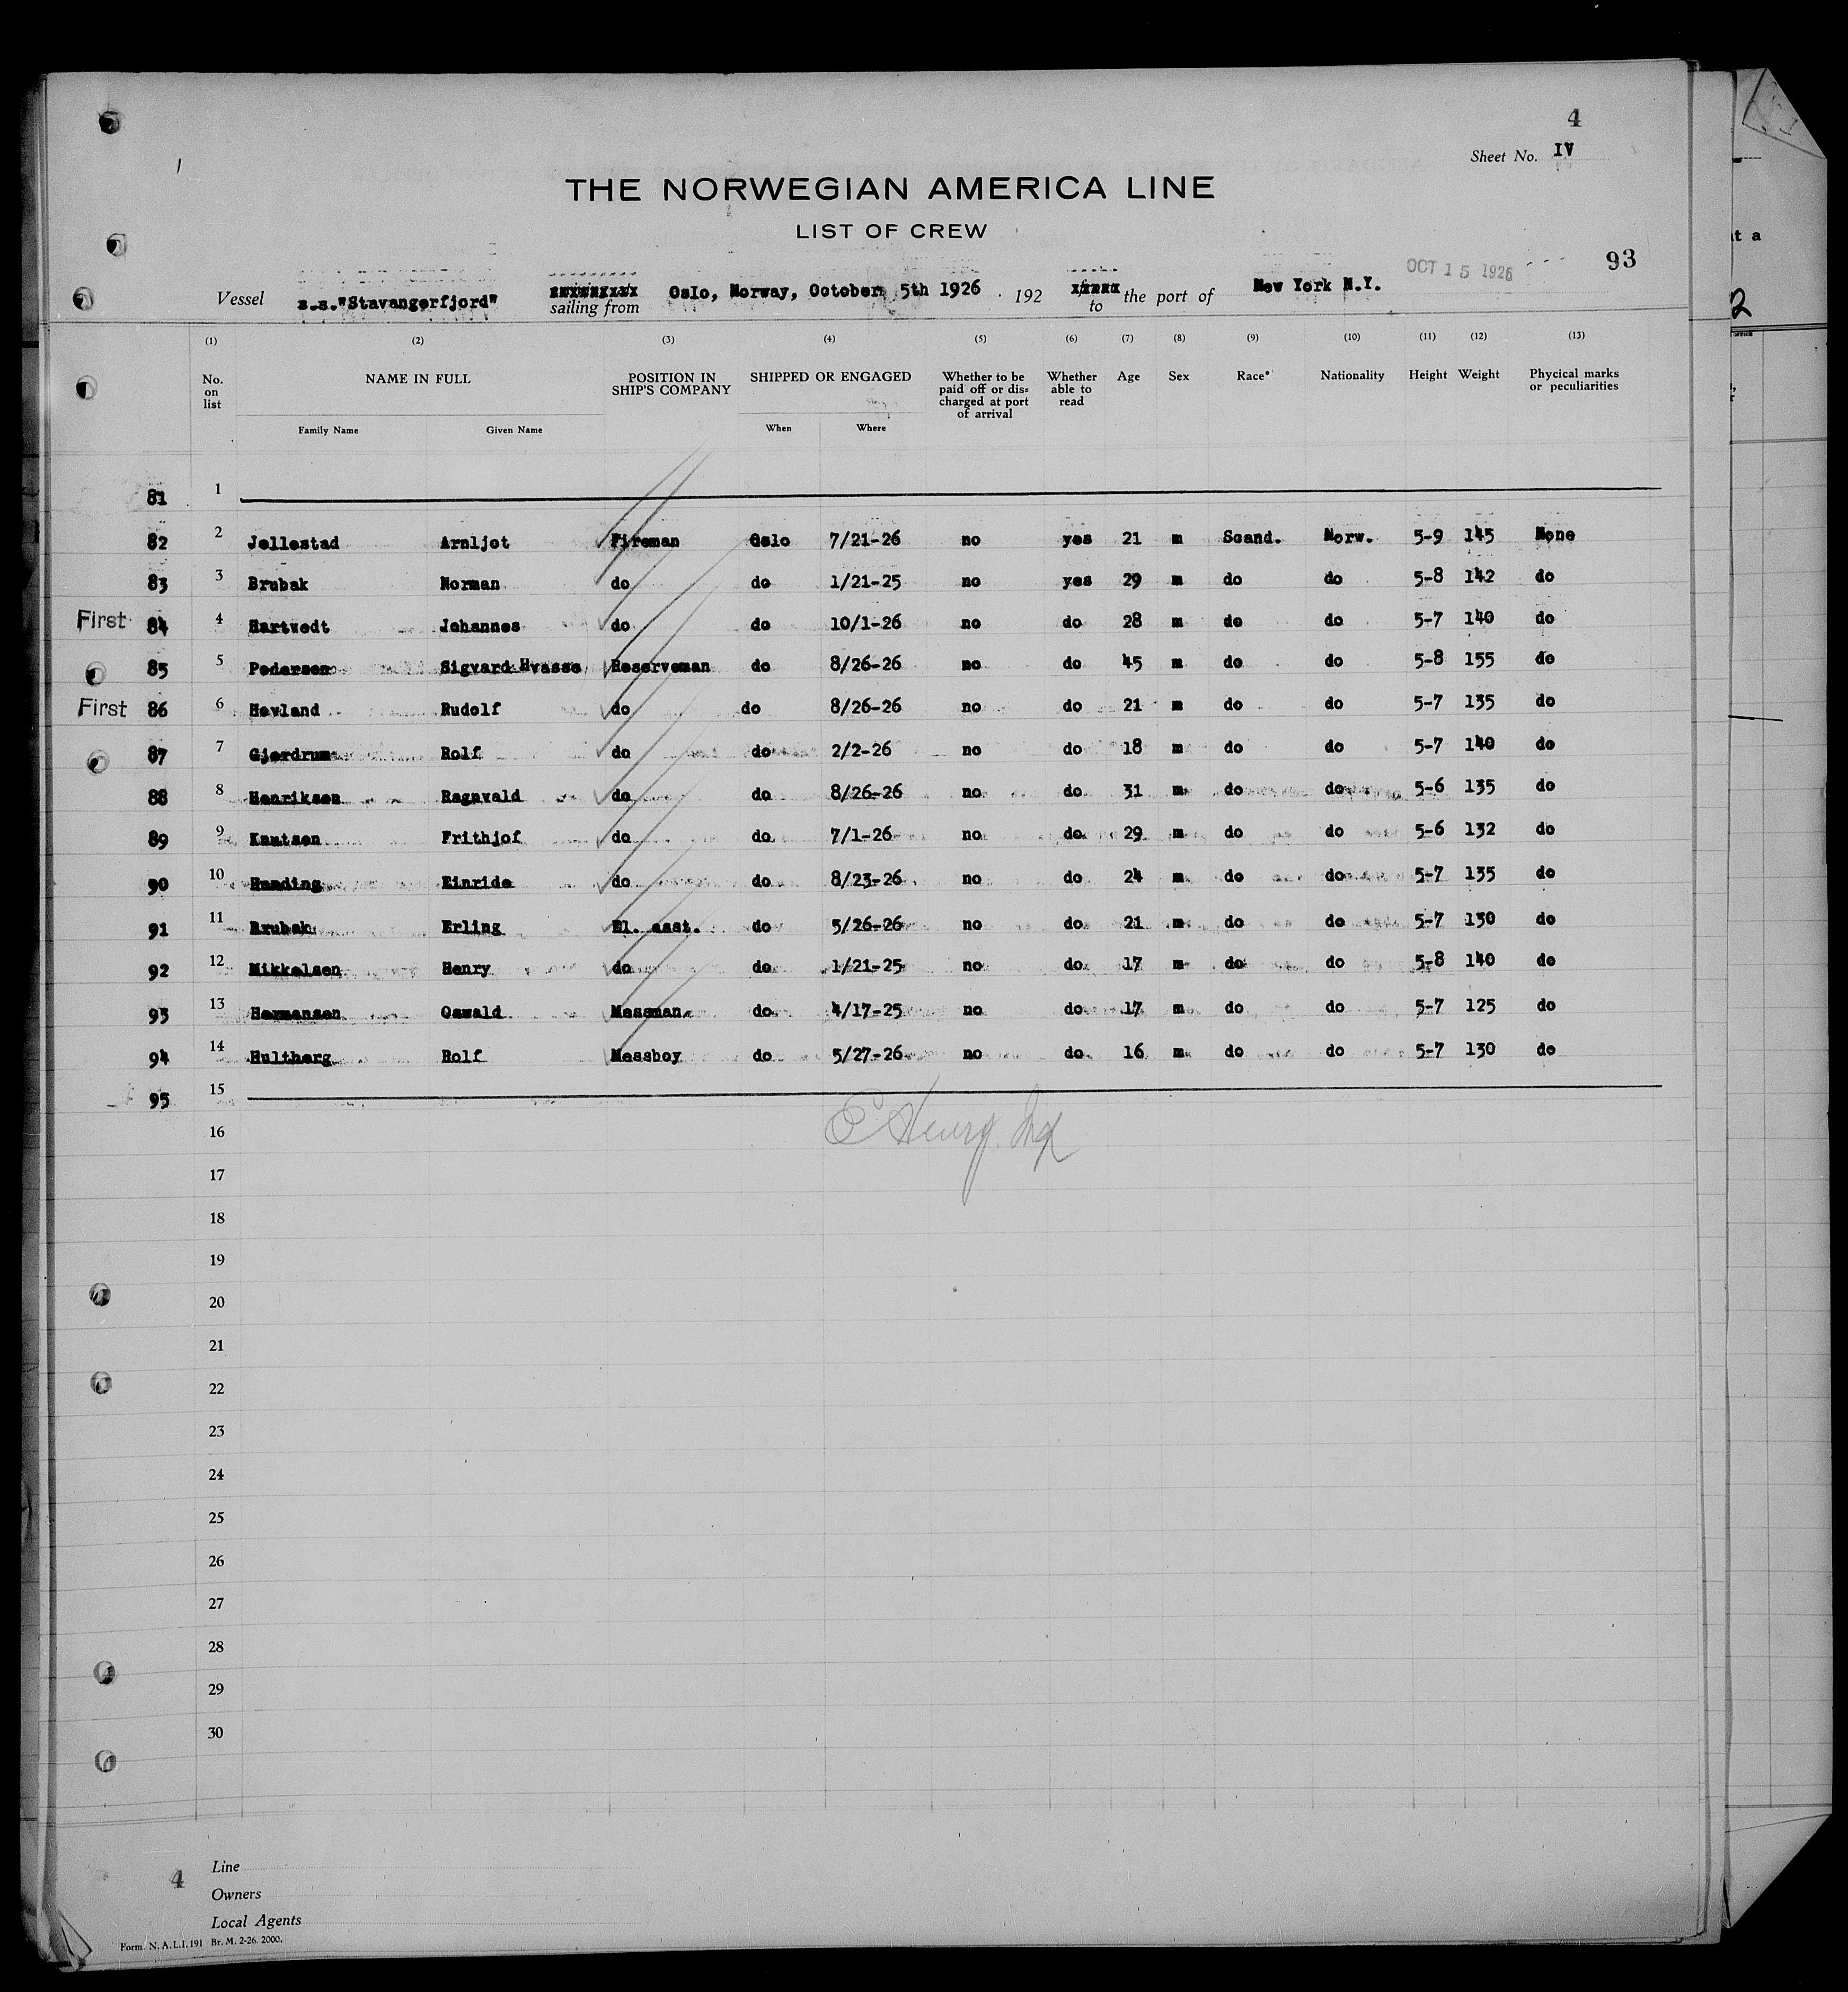 4
Sheet No. IV
THE NORWEGIAN AMERICA LINE
LIST OF CREW
OCT 15 1926
93
Vessel s.s."Stavangerfjord" sailing from Oslo, Norway, October 5th 1926 . 192 to the port of New York N.Y.
(1) (2) (3) (4) (5) (6) (7) (8) (9) (10) (11) (12) (13)
No. on list NAME IN FULL POSITION IN SHIP'S COMPANY SHIPPED OR ENGAGED Whether to be paid off or dis= charged at port of arrival Whether able to read Age Sex Race* Nationality Height Weight Phycical marks or peculiarities
Family Name Given Name When Where
81 1
82 2 Jellestad Arnljot Fireman Oslo 7/21-26 no yes 21 m Scand. Norw. 5-9 145 None
83 3 Brubak Norman do do 1/21-25 no yes 29 m do do 5-8 142 do
First 84 4 Hartvedt Johannes do do 10/1-26 no do 28 m do do 5-7 140 do
85 5 Pedersen Sigvard Hvasse Reserveman do 8/26-26 no do 45 m do do 5-8 155 do
First 86 6 Hevland Rudolf do do 8/26-26 no do 21 m do do 5-7 135 do
87 7 Gjerdrum Rolf do do 2/2-26 no do 18 m do do 5-7 140 do
88 8 Henriksen Ragnvald do do 8/26-26 no do 31 m do do 5-6 135 do
89 9 Knutsen Frithjof do do 7/1-26 no do 29 m do do 5-6 132 do
90 10 Hunding Einride do do 8/23-26 no do 24 m do do 5-7 135 do
91 11 Brubak Erling El. asst. do 5/26-26 no do 21 m do do 5-7 130 do
92 12 Mikkelsen Henry do do 1/21-25 no do 17 m do do 5-8 140 do
93 13 Hermansen Oswald Messman do 4/17-25 no do 17 m do do 5-7 125 do
94 14 Hultberg Rolf Messboy do 5/27-26 no do 16 m do do 5-7 130 do
95 15
16
17
18
19
20
21
22
23
24
25
26
27
28
29
30
4
Line
Owners
Local Agents
Form. N. A. L. I. 191 Br. M. 2-26. 2000.